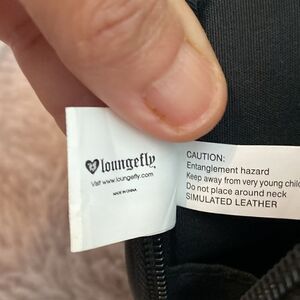 loungefly
Visit www.loungefly.com
MADE IN CHINA
CAUTION:
Entanglement hazard
Keep away from very young chil
Do not place around neck
SIMULATED LEATHER